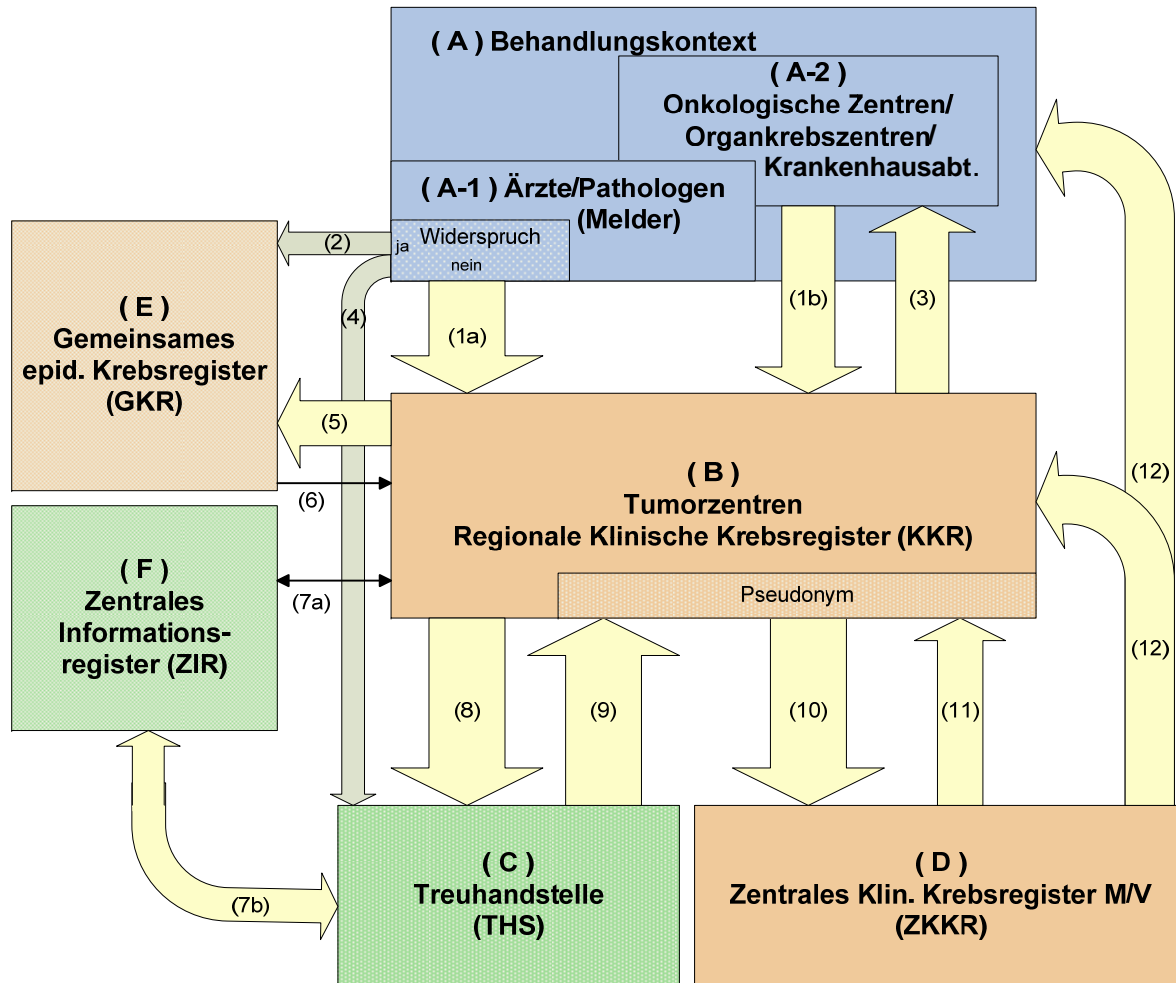 ( A ) Behandlungskontext
( A-2 )
Onkologische Zentren/
Organkrebszentren/
Krankenhausabt.
( A-1 ) Ärzte/Pathologen
(Melder)
Widerspruch
ja
nein
(2)
(4)
(1a)
(1b)
(3)
(12)
( E )
Gemeinsames
epid. Krebsregister
(GKR)
(5)
(6)
( B )
Tumorzentren
Regionale Klinische Krebsregister (KKR)
Pseudonym
( F )
Zentrales
Informations-
register (ZIR)
(7a)
(8)
(9)
(10)
(11)
(12)
(7b)
( C )
Treuhandstelle
(THS)
( D )
Zentrales Klin. Krebsregister M/V
(ZKKR)